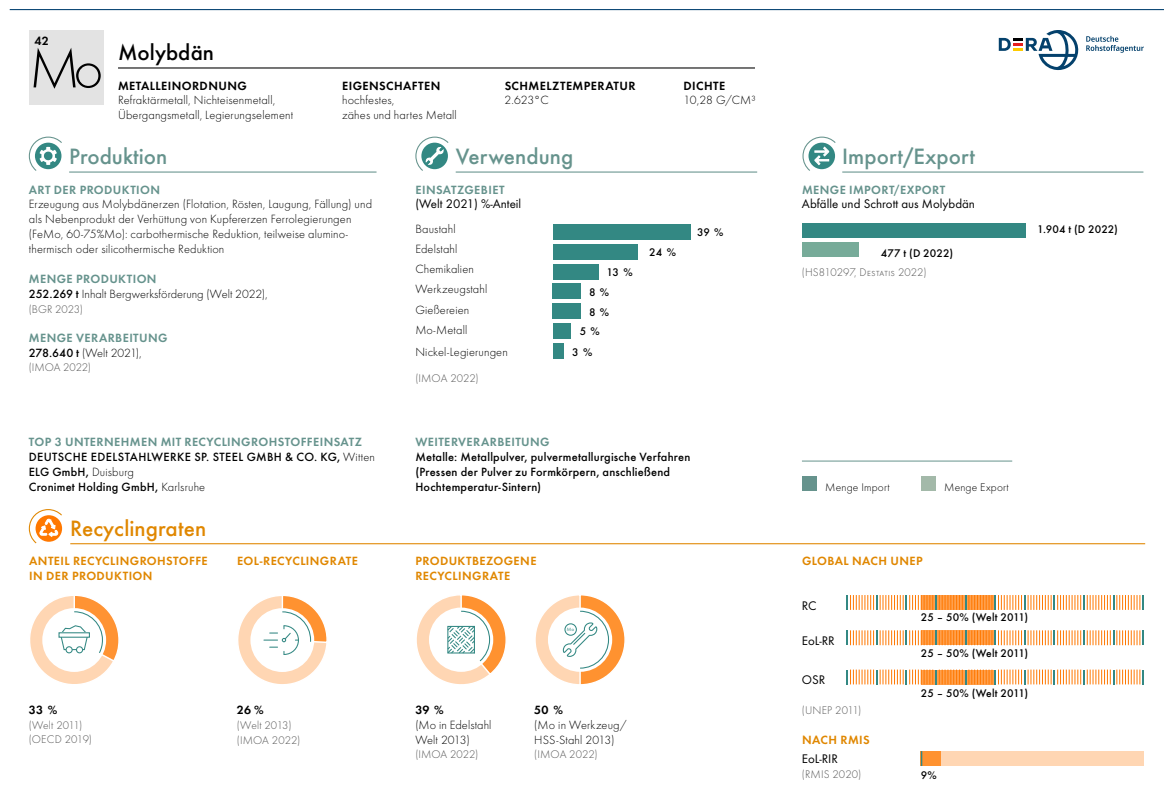 42
Mo
Molybdän
DERA
Deutsche
Rohstoffagentur
METALLEINORDNUNG
Refraktärmetall, Nichteisenmetall,
Übergangsmetall, Legierungselement
EIGENSCHAFTEN
hochfestes,
zähes und hartes Metall
SCHMELZTEMPERATUR
2.623°C
DICHTE
10,28 G/CM³
Produktion
ART DER PRODUKTION
Erzeugung aus Molybdänerzen (Flotation, Rösten, Laugung, Fällung) und
als Nebenprodukt der Verhüttung von Kupfererzen Ferrolegierungen
(FeMo, 60-75%Mo): carbothermische Reduktion, teilweise alumino-
thermisch oder silicothermische Reduktion
MENGE PRODUKTION
252.269 t Inhalt Bergwerksförderung (Welt 2022),
(BGR 2023)
MENGE VERARBEITUNG
278.640 t (Welt 2021),
(IMOA 2022)
TOP 3 UNTERNEHMEN MIT RECYCLINGROHSTOFFEINSATZ
DEUTSCHE EDELSTAHLWERKE SP. STEEL GMBH & CO. KG, Witten
ELG GmbH, Duisburg
Cronimet Holding GmbH, Karlsruhe
Verwendung
EINSATZGEBIET
(Welt 2021) %-Anteil
Baustahl 39 %
Edelstahl 24 %
Chemikalien 13 %
Werkzeugstahl 8 %
Gießereien 8 %
Mo-Metall 5 %
Nickel-Legierungen 3 %
(IMOA 2022)
WEITERVERARBEITUNG
Metalle: Metallpulver, pulvermetallurgische Verfahren
(Pressen der Pulver zu Formkörpern, anschließend
Hochtemperatur-Sintern)
Import/Export
MENGE IMPORT/EXPORT
Abfälle und Schrott aus Molybdän
1.904 t (D 2022)
477 t (D 2022)
(HS810297, Destatis 2022)
Menge Import
Menge Export
Recyclingraten
ANTEIL RECYCLINGROHSTOFFE
IN DER PRODUKTION
33 %
(Welt 2011)
(OECD 2019)
EOL-RECYCLINGRATE
26 %
(Welt 2013)
(IMOA 2022)
PRODUKTBEZOGENE
RECYCLINGRATE
39 %
(Mo in Edelstahl
Welt 2013)
(IMOA 2022)
50 %
(Mo in Werkzeug/
HSS-Stahl 2013)
(IMOA 2022)
GLOBAL NACH UNEP
RC
25 – 50% (Welt 2011)
EoL-RR
25 – 50% (Welt 2011)
OSR
25 – 50% (Welt 2011)
(UNEP 2011)
NACH RMIS
EoL-RIR
(RMIS 2020)
9%